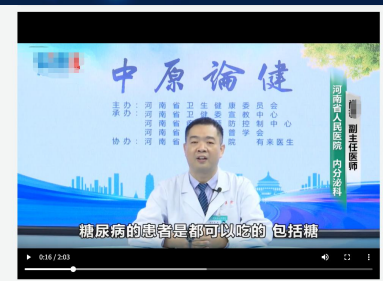 中原論健
主办：河南省卫生健康委员会
承办：河南省卫健委宣教中心
河南省
防控制中心
河南省
普学会
协办：河南省
院 有来医生
河南省人民医院 内分泌科
副主任医师
糖尿病的患者是都可以吃的 包括糖
0:16 / 2:03